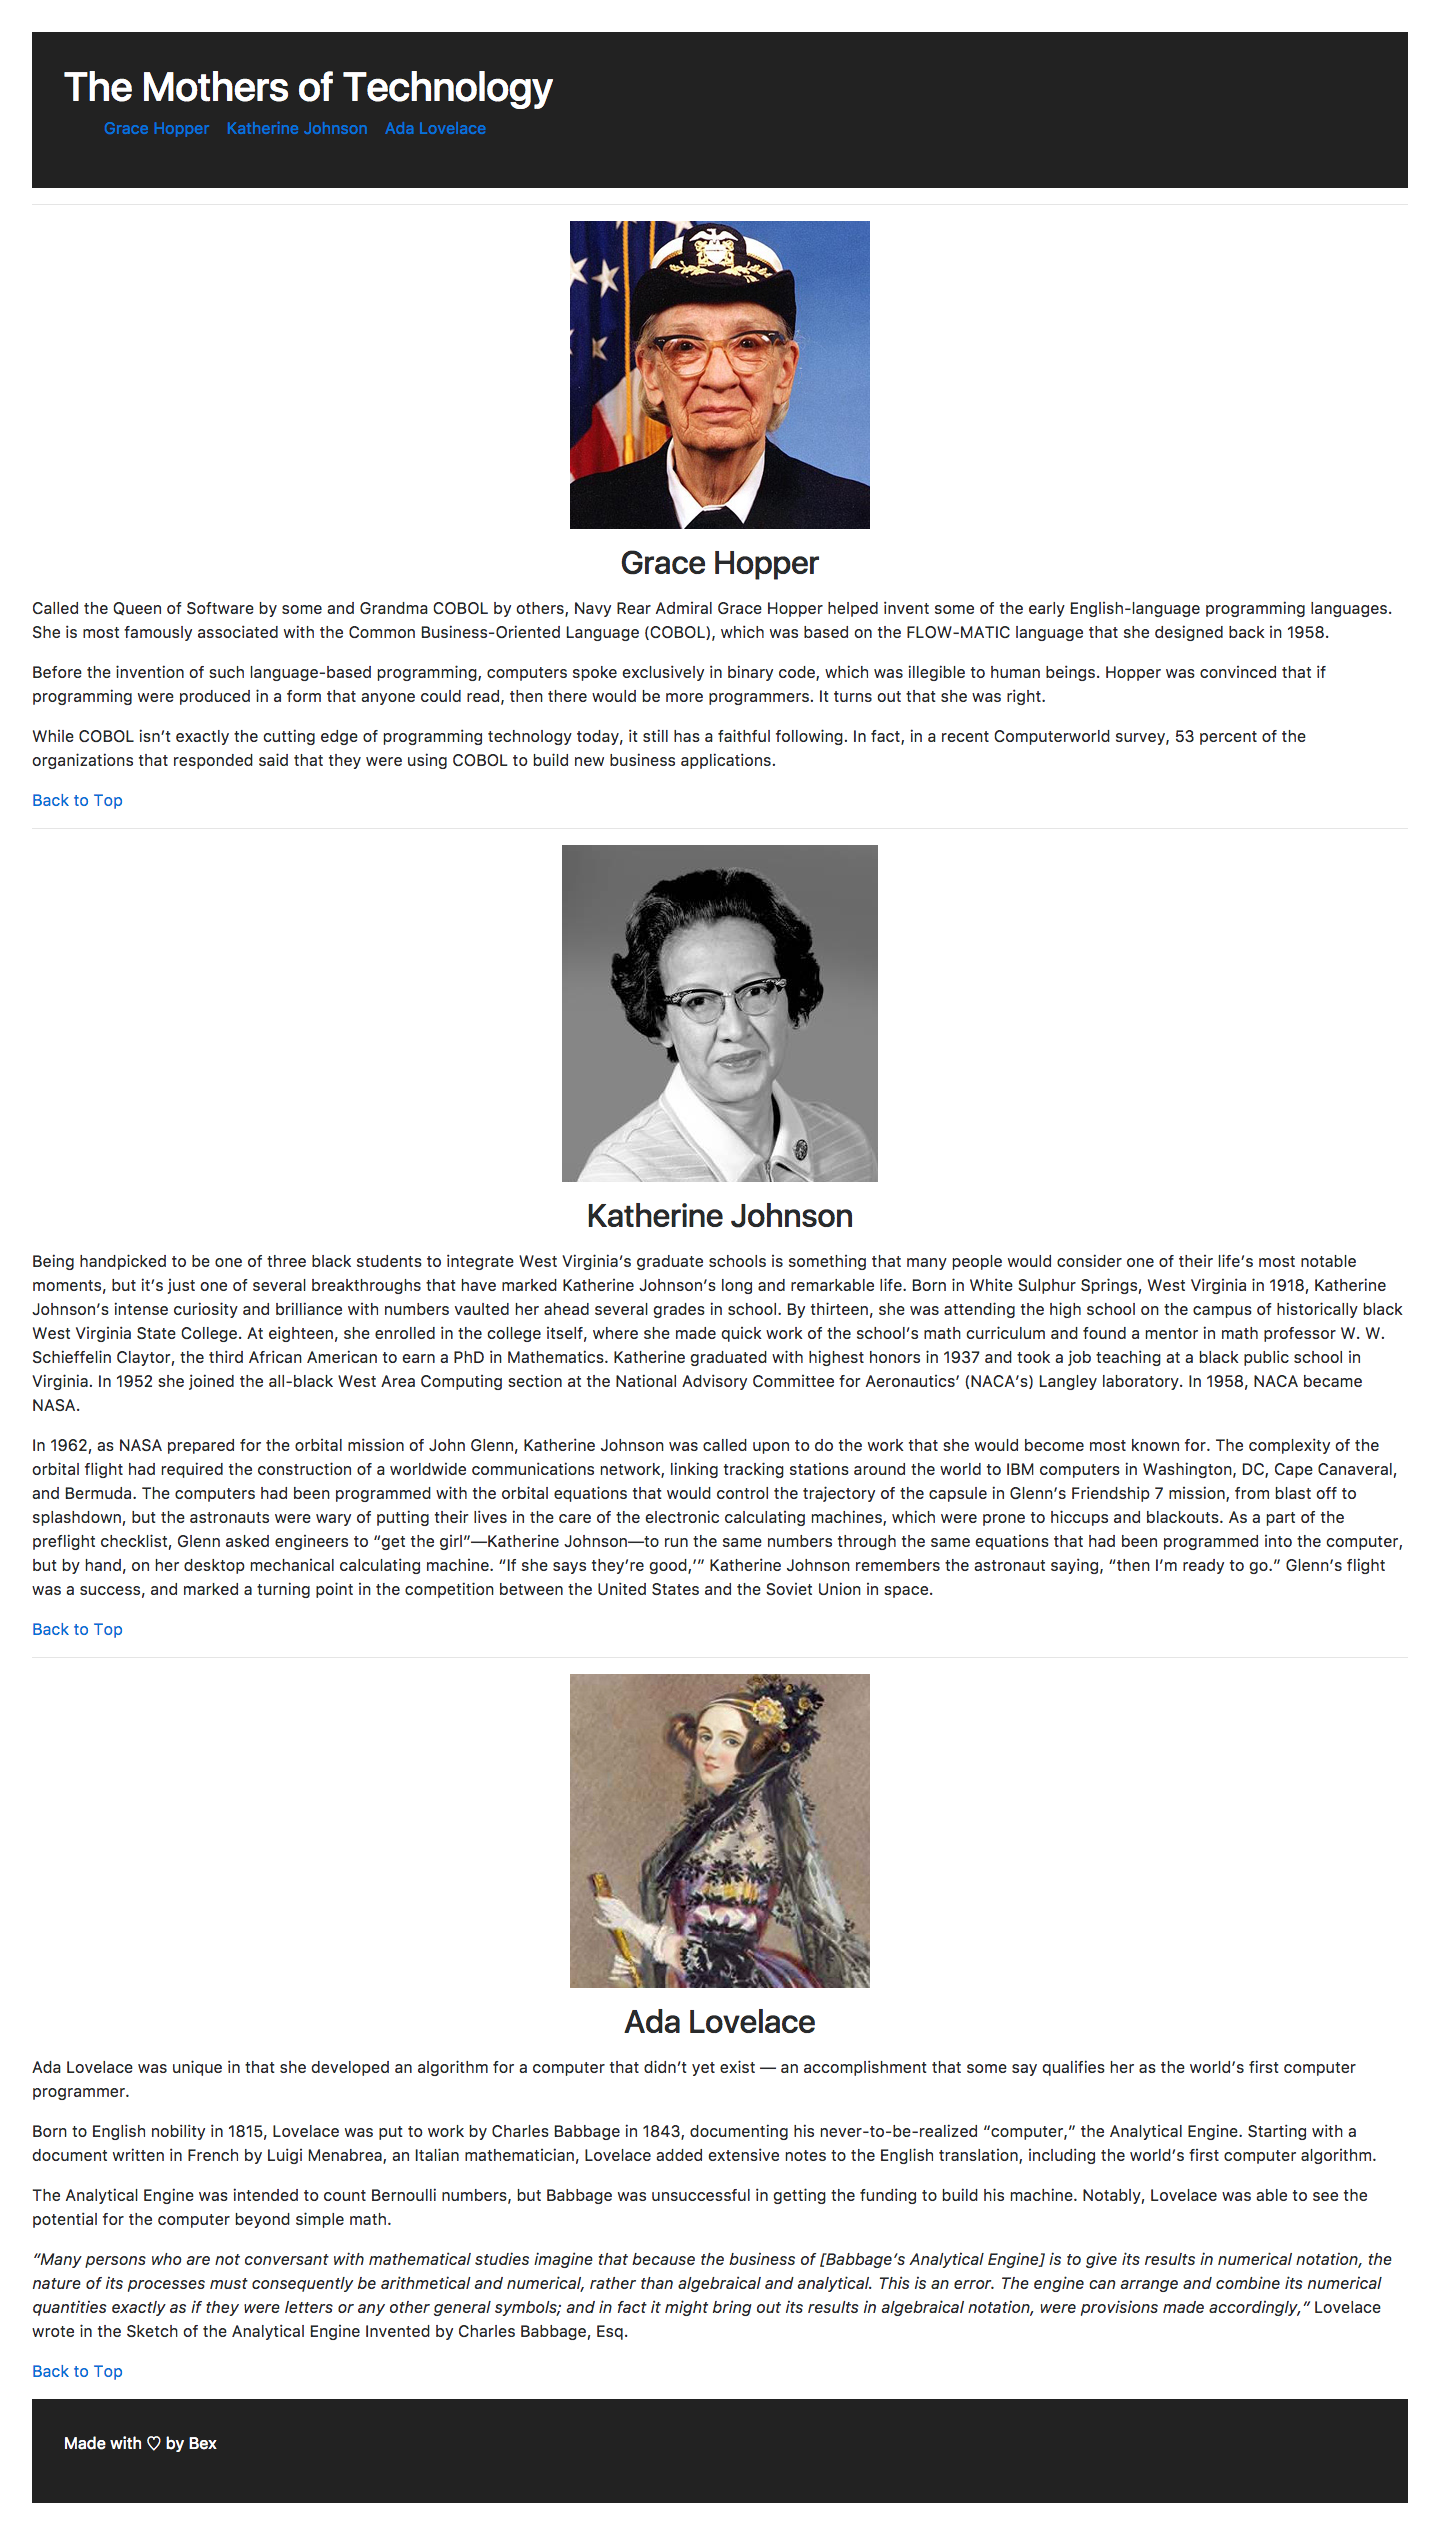 The Mothers of Technology
Grace Hopper Katherine Johnson Ada Lovelace
Grace Hopper
Called the Queen of Software by some and Grandma COBOL by others, Navy Rear Admiral Grace Hopper helped invent some of the early English-language programming languages.
She is most famously associated with the Common Business-Oriented Language (COBOL), which was based on the FLOW-MATIC language that she designed back in 1958.
Before the invention of such language-based programming, computers spoke exclusively in binary code, which was illegible to human beings. Hopper was convinced that if
programming were produced in a form that anyone could read, then there would be more programmers. It turns out that she was right.
While COBOL isn’t exactly the cutting edge of programming technology today, it still has a faithful following. In fact, in a recent Computerworld survey, 53 percent of the
organizations that responded said that they were using COBOL to build new business applications.
Back to Top
Katherine Johnson
Being handpicked to be one of three black students to integrate West Virginia’s graduate schools is something that many people would consider one of their life’s most notable
moments, but it’s just one of several breakthroughs that have marked Katherine Johnson’s long and remarkable life. Born in White Sulphur Springs, West Virginia in 1918, Katherine
Johnson’s intense curiosity and brilliance with numbers vaulted her ahead several grades in school. By thirteen, she was attending the high school on the campus of historically black
West Virginia State College. At eighteen, she enrolled in the college itself, where she made quick work of the school’s math curriculum and found a mentor in math professor W. W.
Schieffelin Claytor, the third African American to earn a PhD in Mathematics. Katherine graduated with highest honors in 1937 and took a job teaching at a black public school in
Virginia. In 1952 she joined the all-black West Area Computing section at the National Advisory Committee for Aeronautics’ (NACA’s) Langley laboratory. In 1958, NACA became
NASA.
In 1962, as NASA prepared for the orbital mission of John Glenn, Katherine Johnson was called upon to do the work that she would become most known for. The complexity of the
orbital flight had required the construction of a worldwide communications network, linking tracking stations around the world to IBM computers in Washington, DC, Cape Canaveral,
and Bermuda. The computers had been programmed with the orbital equations that would control the trajectory of the capsule in Glenn’s Friendship 7 mission, from blast off to
splashdown, but the astronauts were wary of putting their lives in the care of the electronic calculating machines, which were prone to hiccups and blackouts. As a part of the
preflight checklist, Glenn asked engineers to “get the girl”—Katherine Johnson—to run the same numbers through the same equations that had been programmed into the computer,
but by hand, on her desktop mechanical calculating machine. “If she says they’re good,’” Katherine Johnson remembers the astronaut saying, “then I’m ready to go.” Glenn’s flight
was a success, and marked a turning point in the competition between the United States and the Soviet Union in space.
Back to Top
Ada Lovelace
Ada Lovelace was unique in that she developed an algorithm for a computer that didn’t yet exist — an accomplishment that some say qualifies her as the world’s first computer
programmer.
Born to English nobility in 1815, Lovelace was put to work by Charles Babbage in 1843, documenting his never-to-be-realized “computer,” the Analytical Engine. Starting with a
document written in French by Luigi Menabrea, an Italian mathematician, Lovelace added extensive notes to the English translation, including the world’s first computer algorithm.
The Analytical Engine was intended to count Bernoulli numbers, but Babbage was unsuccessful in getting the funding to build his machine. Notably, Lovelace was able to see the
potential for the computer beyond simple math.
“Many persons who are not conversant with mathematical studies imagine that because the business of [Babbage’s Analytical Engine] is to give its results in numerical notation, the
nature of its processes must consequently be arithmetical and numerical, rather than algebraical and analytical. This is an error. The engine can arrange and combine its numerical
quantities exactly as if they were letters or any other general symbols; and in fact it might bring out its results in algebraical notation, were provisions made accordingly,” Lovelace
wrote in the Sketch of the Analytical Engine Invented by Charles Babbage, Esq.
Back to Top
Made with ♡ by Bex